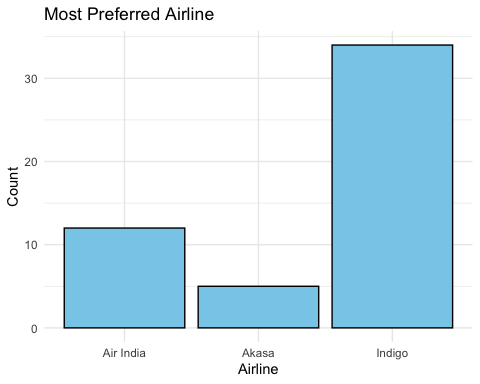 Most Preferred Airline
Count
30
20
10
0
Air India Akasa Indigo
Airline